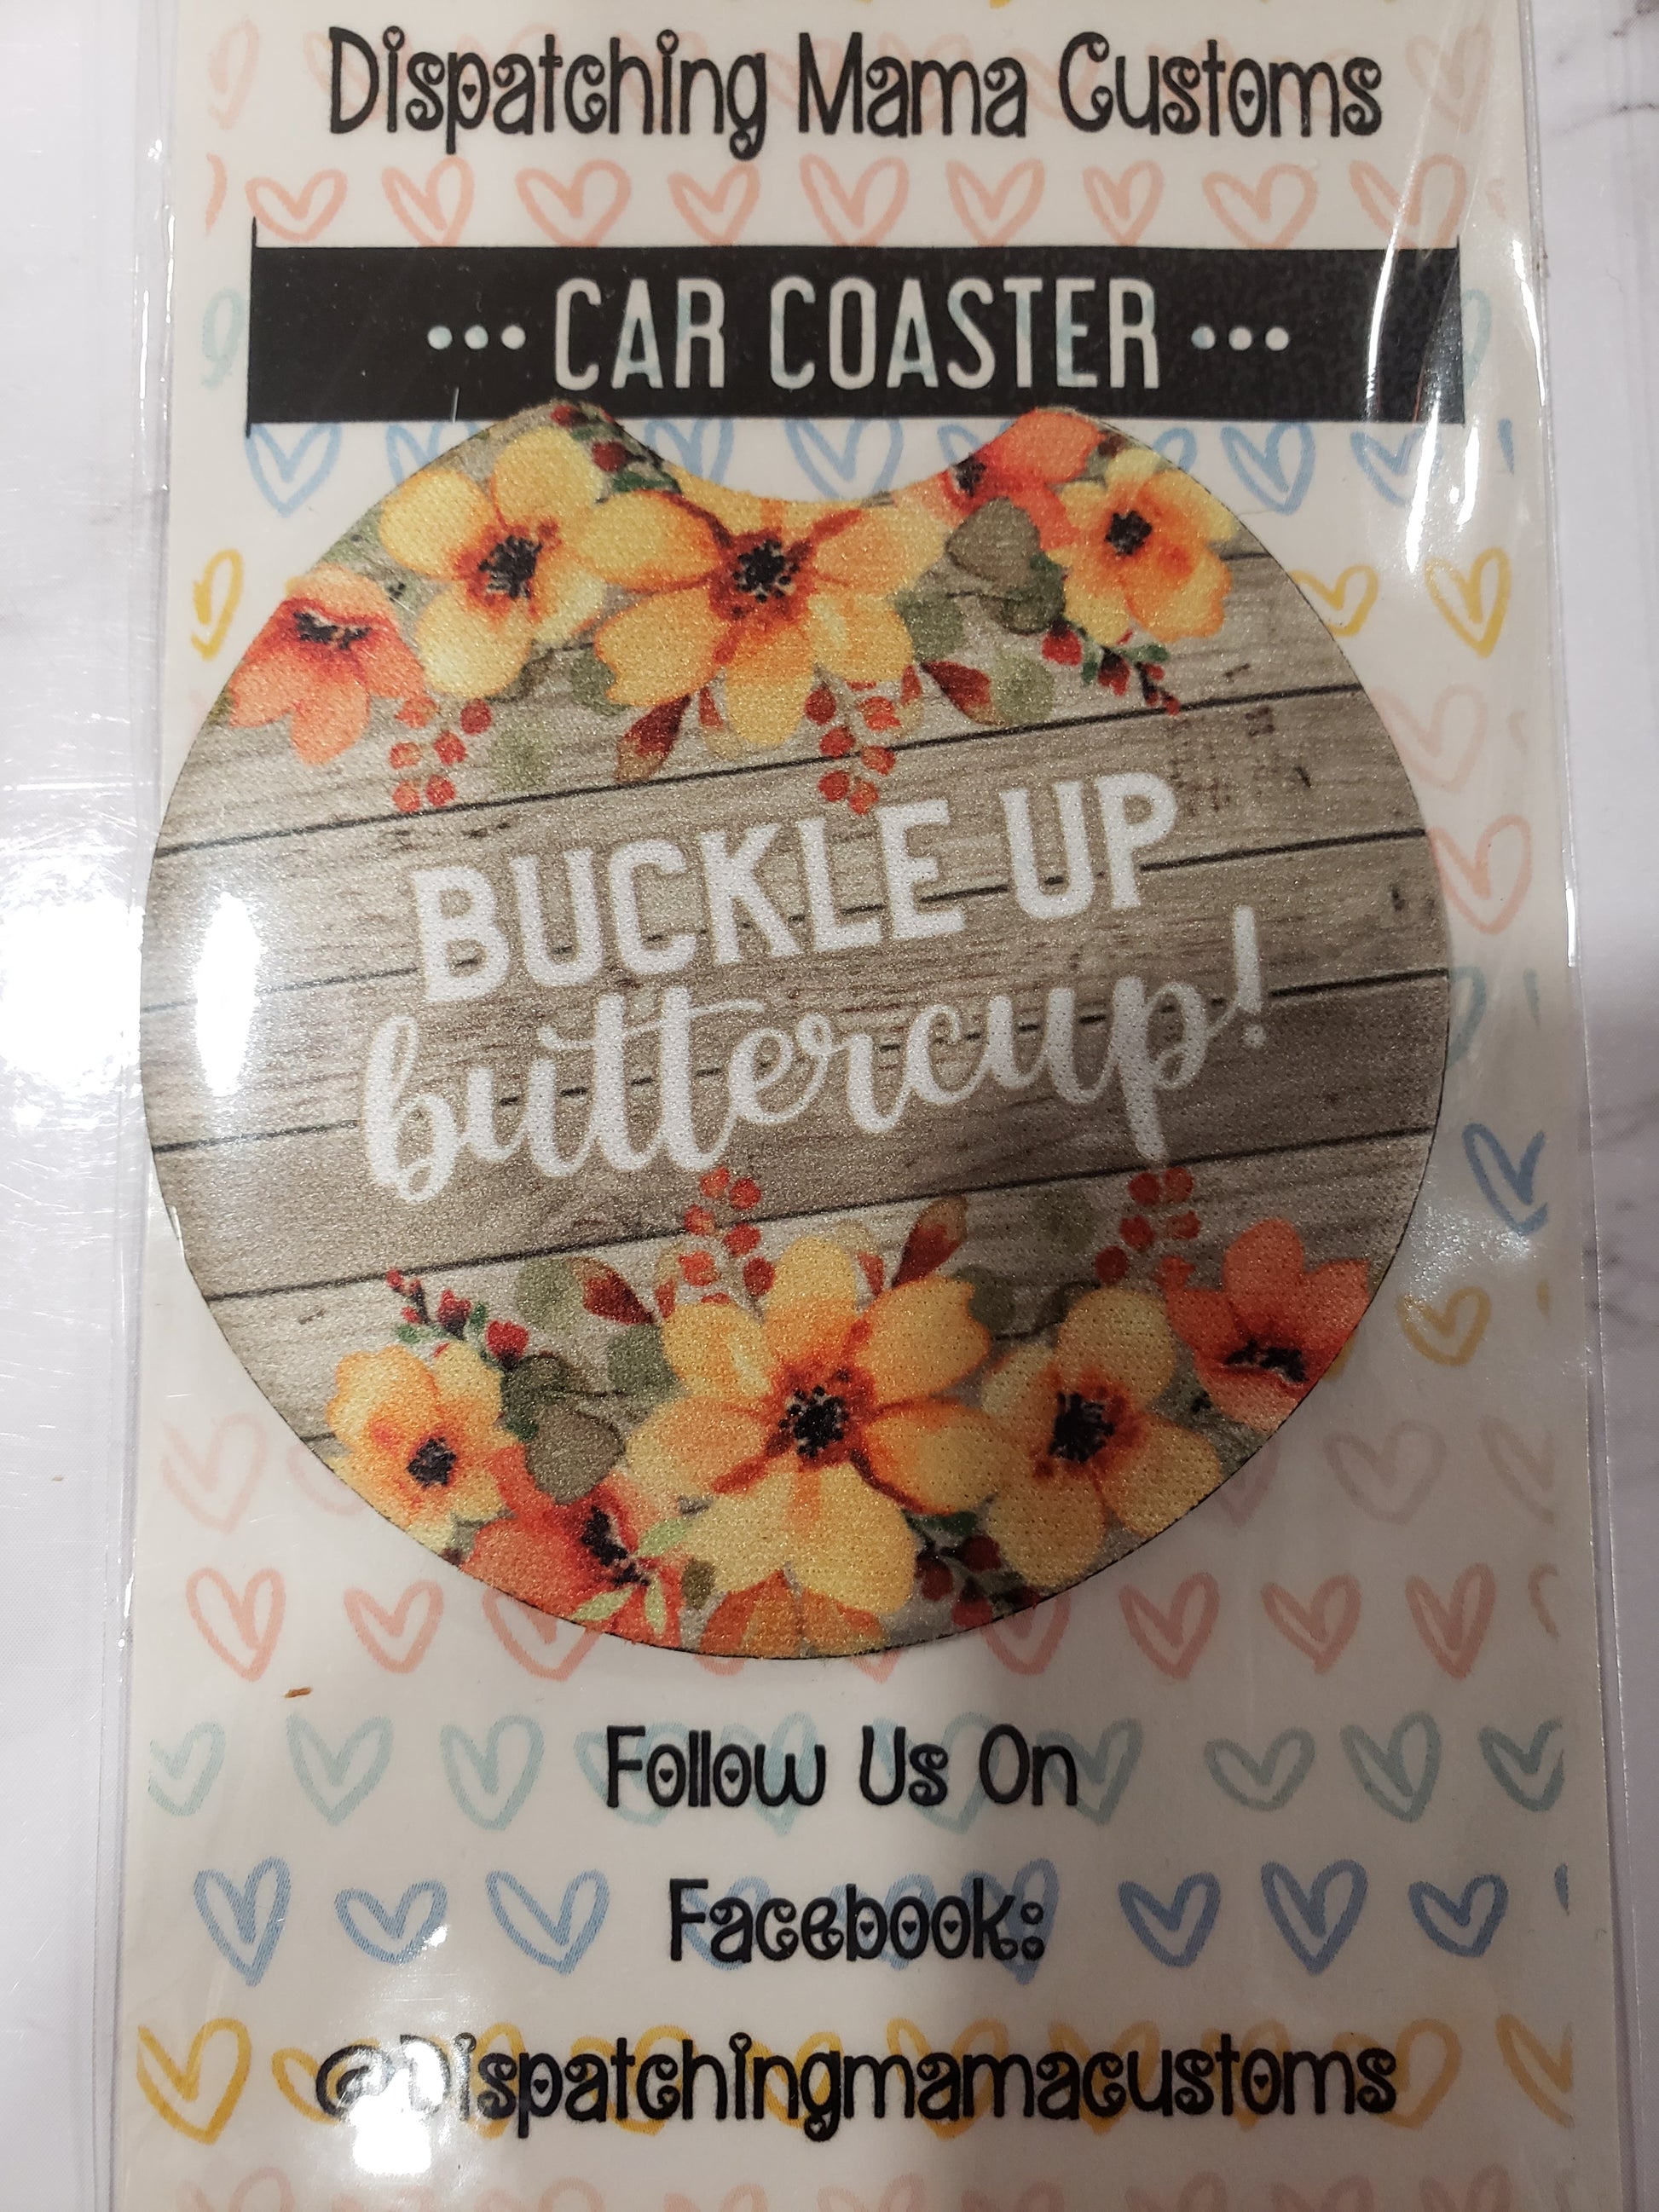 Dispatching Mama Customs
••• CAR COASTER •••
BUCKLE UP
buttercup!
Follow Us On
Facebook:
@Dispatchingmamacustoms